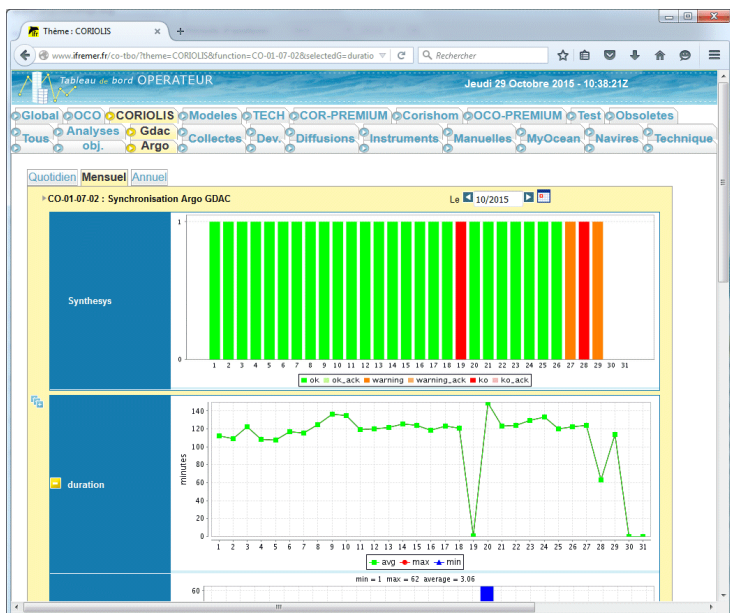 Thème : CORIOLIS
www.ifremer.fr/co-tbo/?theme=CORIOLIS&function=CO-01-07-02&selectedG=duratio
Rechercher
Tableau de bord OPERATEUR
Jeudi 29 Octobre 2015 - 10:38:21Z
Global OCO CORIOLIS Modeles TECH COR-PREMIUM Corishom OCO-PREMIUM Test Obsoletes
Tous Analyses obj. Gdac Argo Collectes Dev. Diffusions Instruments Manuelles MyOcean Navires Technique
Quotidien Mensuel Annuel
CO-01-07-02 : Synchronisation Argo GDAC
Le 10/2015
Synthesys
1
0
1 2 3 4 5 6 7 8 9 10 11 12 13 14 15 16 17 18 19 20 21 22 23 24 25 26 27 28 29 30 31
ok ok_ack warning warning_ack ko ko_ack
duration
minutes
140
120
100
80
60
40
20
0
1 2 3 4 5 6 7 8 9 10 11 12 13 14 15 16 17 18 19 20 21 22 23 24 25 26 27 28 29 30 31
avg max min
min = 1 max = 62 average = 3.06
60